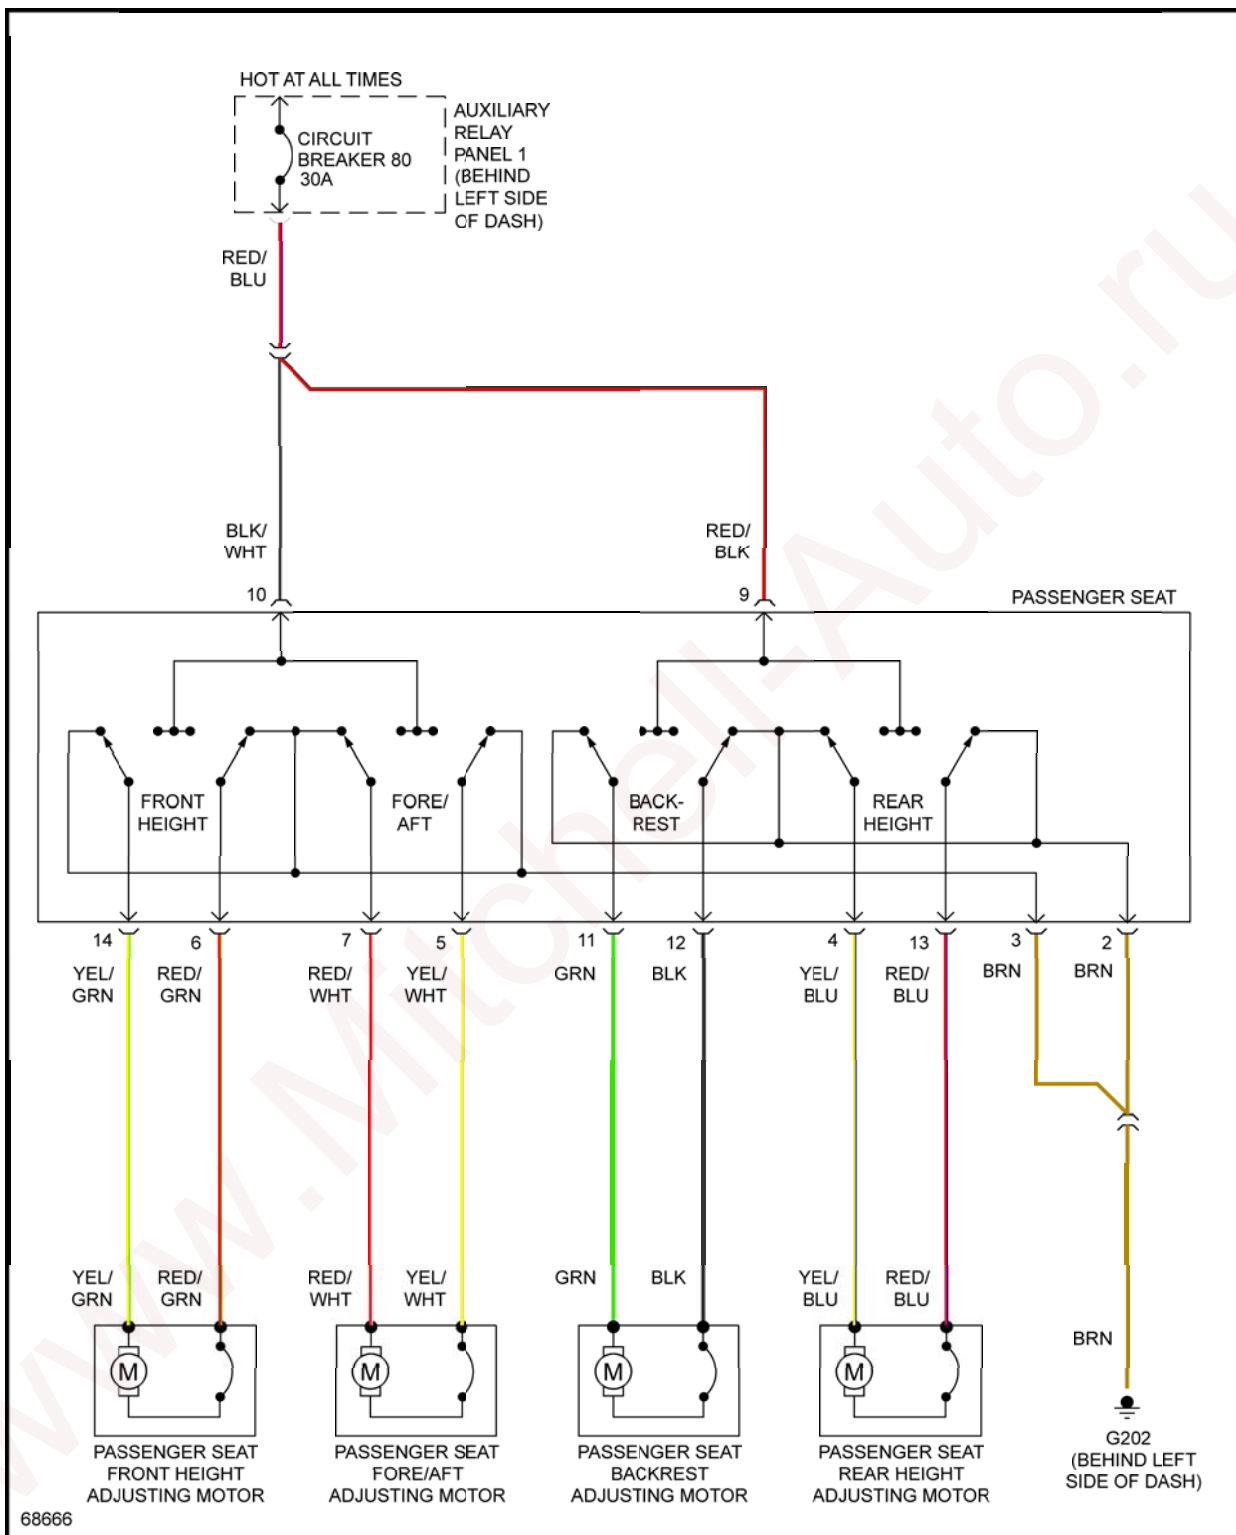 HOT AT ALL TIMES
CIRCUIT
BREAKER 80
30A
AUXILIARY
RELAY
PANEL 1
(BEHIND
LEFT SIDE
OF DASH)
RED/
BLU
BLK/
WHT
RED/
BLK
10
9
PASSENGER SEAT
FRONT
HEIGHT
FORE/
AFT
BACK-
REST
REAR
HEIGHT
14
6
7
5
11
12
4
13
3
2
YEL/
GRN
RED/
GRN
RED/
WHT
YEL/
WHT
GRN
BLK
YEL/
BLU
RED/
BLU
BRN
BRN
YEL/
GRN
RED/
GRN
RED/
WHT
YEL/
WHT
GRN
BLK
YEL/
BLU
RED/
BLU
BRN
M
M
M
M
PASSENGER SEAT
FRONT HEIGHT
ADJUSTING MOTOR
PASSENGER SEAT
FORE/AFT
ADJUSTING MOTOR
PASSENGER SEAT
BACKREST
ADJUSTING MOTOR
PASSENGER SEAT
REAR HEIGHT
ADJUSTING MOTOR
G202
(BEHIND LEFT
SIDE OF DASH)
68666
www.Mitchell-Auto.ru